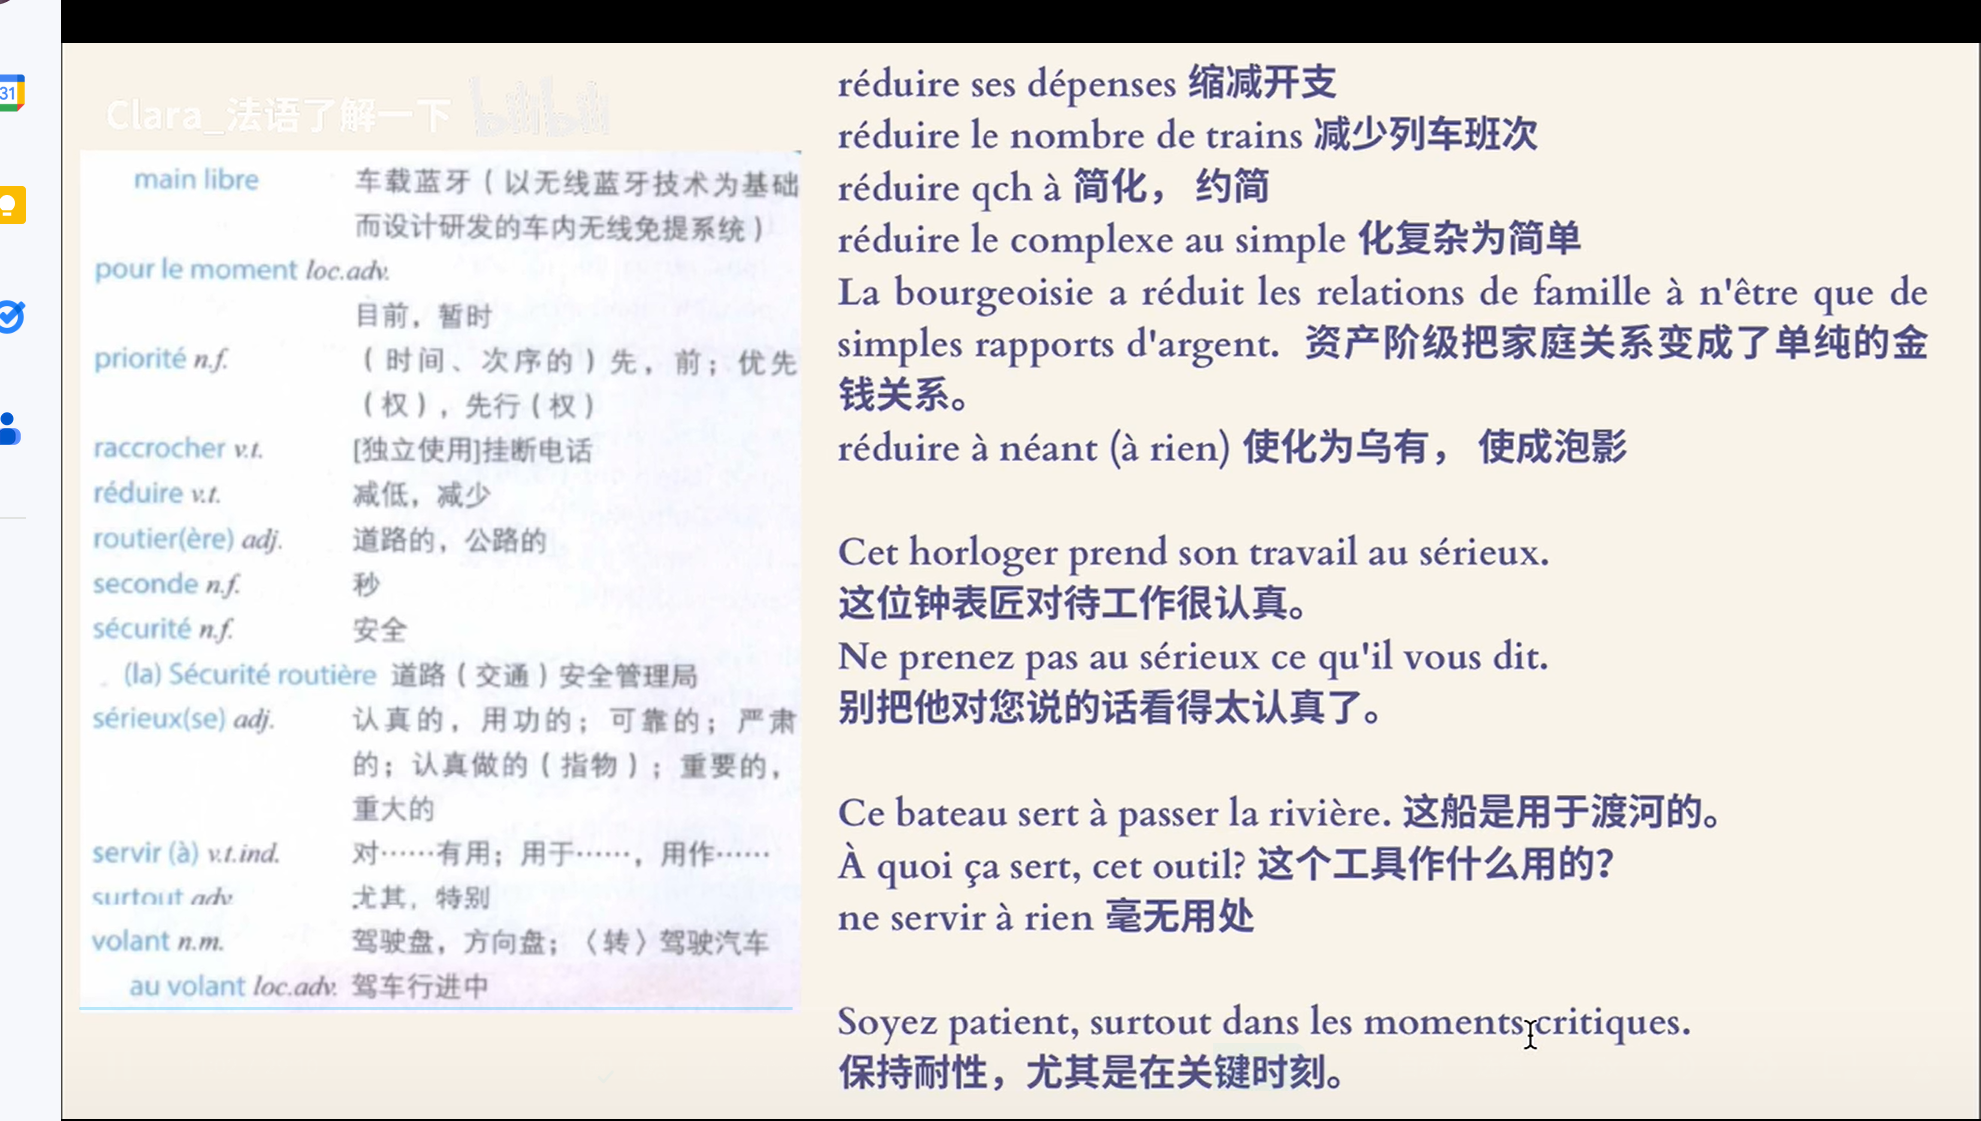 31
Clara_法语了解一下 bilibili
main libre 车载蓝牙（以无线蓝牙技术为基础
而设计研发的车内无线免提系统）
pour le moment loc.adv.
目前，暂时
priorité n.f. （时间、次序的）先，前；优先
（权），先行（权）
raccrocher v.t. [独立使用]挂断电话
réduire v.t. 减低，减少
routier(ère) adj. 道路的，公路的
seconde n.f. 秒
sécurité n.f. 安全
(la) Sécurité routière 道路（交通）安全管理局
sérieux(se) adj. 认真的，用功的；可靠的；严肃
的；认真做的（指物）；重要的，
重大的
servir (à) v.t.ind. 对……有用；用于……，用作……
surtout adv. 尤其，特别
volant n.m. 驾驶盘，方向盘；〈转〉驾驶汽车
au volant loc.adv. 驾车行进中
réduire ses dépenses 缩减开支
réduire le nombre de trains 减少列车班次
réduire qch à 简化， 约简
réduire le complexe au simple 化复杂为简单
La bourgeoisie a réduit les relations de famille à n'être que de
simples rapports d'argent. 资产阶级把家庭关系变成了单纯的金
钱关系。
réduire à néant (à rien) 使化为乌有， 使成泡影
Cet horloger prend son travail au sérieux.
这位钟表匠对待工作很认真。
Ne prenez pas au sérieux ce qu'il vous dit.
别把他对您说的话看得太认真了。
Ce bateau sert à passer la rivière. 这船是用于渡河的。
À quoi ça sert, cet outil? 这个工具作什么用的？
ne servir à rien 毫无用处
Soyez patient, surtout dans les moments critiques.
保持耐性，尤其是在关键时刻。